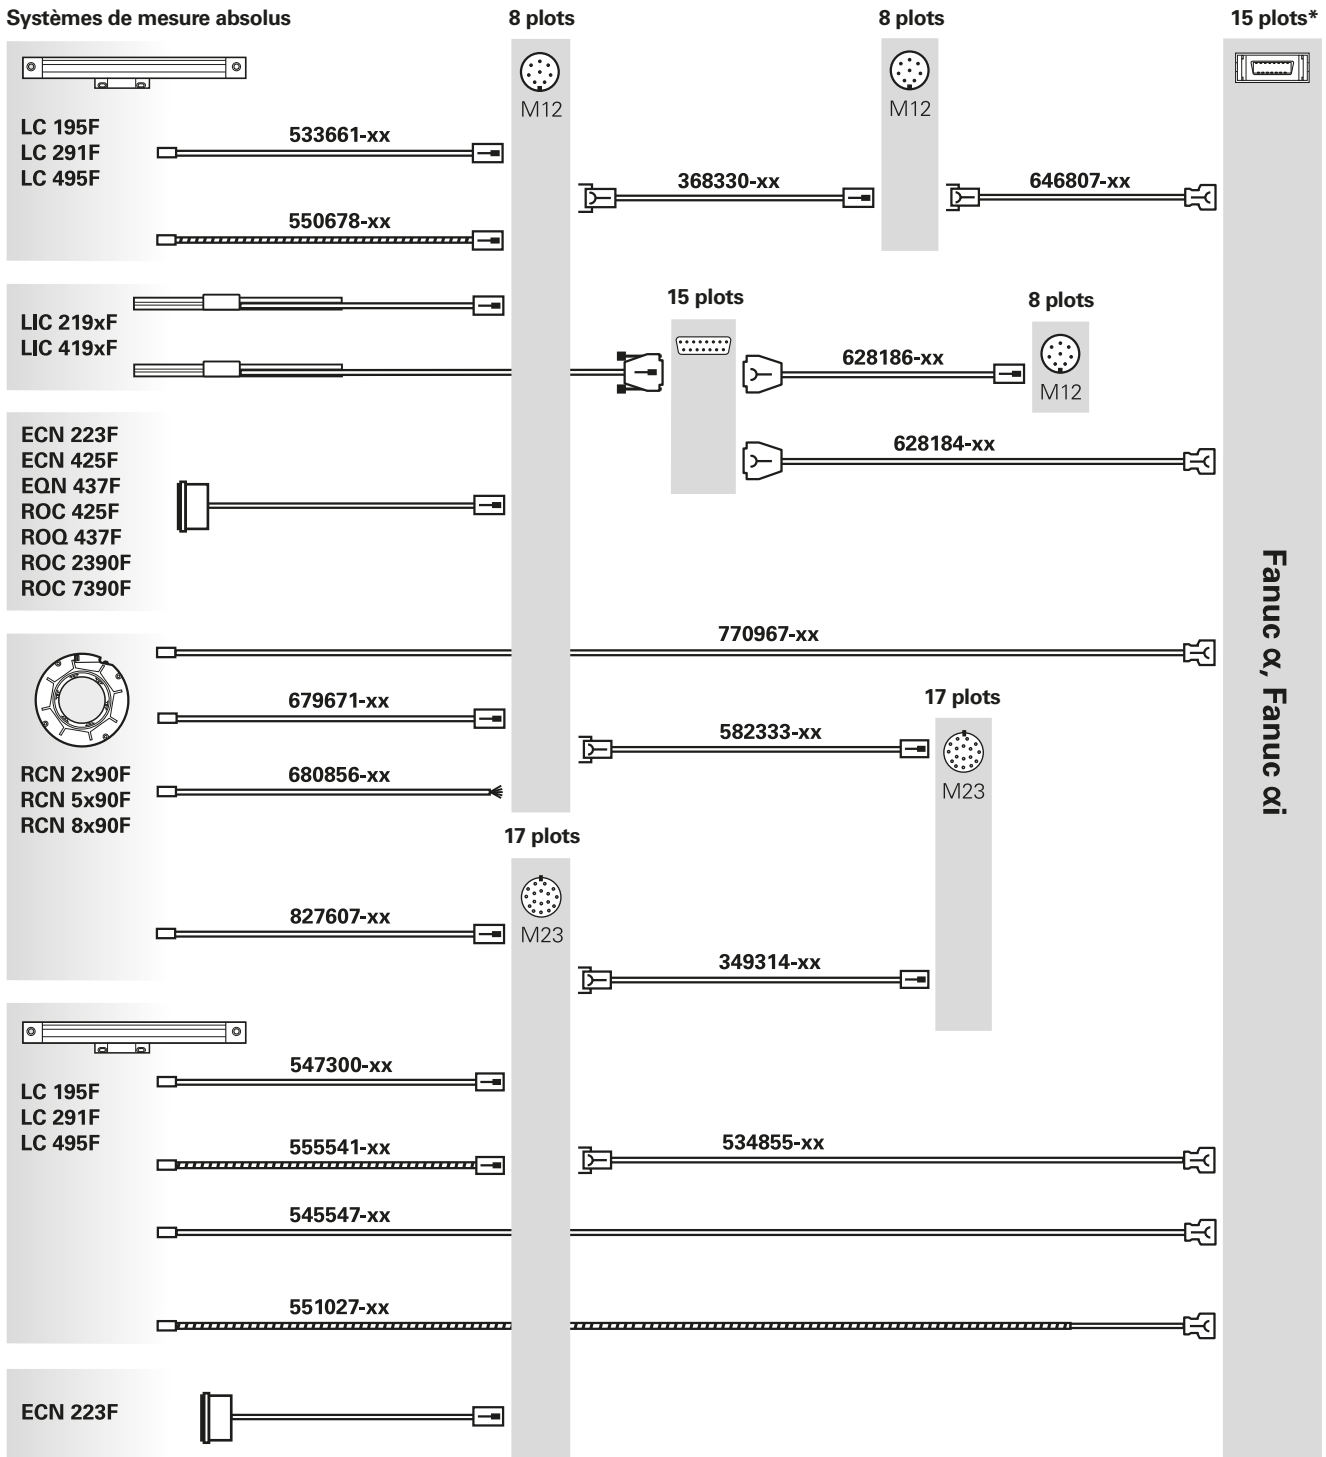 Systèmes de mesure absolus
8 plots
8 plots
15 plots*
M12
M12
LC 195F
LC 291F
LC 495F
533661-xx
368330-xx
646807-xx
550678-xx
15 plots
8 plots
LIC 219xF
LIC 419xF
628186-xx
M12
ECN 223F
ECN 425F
EQN 437F
ROC 425F
ROQ 437F
ROC 2390F
ROC 7390F
628184-xx
Fanuc α, Fanuc αi
770967-xx
679671-xx
17 plots
582333-xx
RCN 2x90F
RCN 5x90F
RCN 8x90F
680856-xx
M23
17 plots
827607-xx
M23
349314-xx
547300-xx
LC 195F
LC 291F
LC 495F
555541-xx
534855-xx
545547-xx
551027-xx
ECN 223F